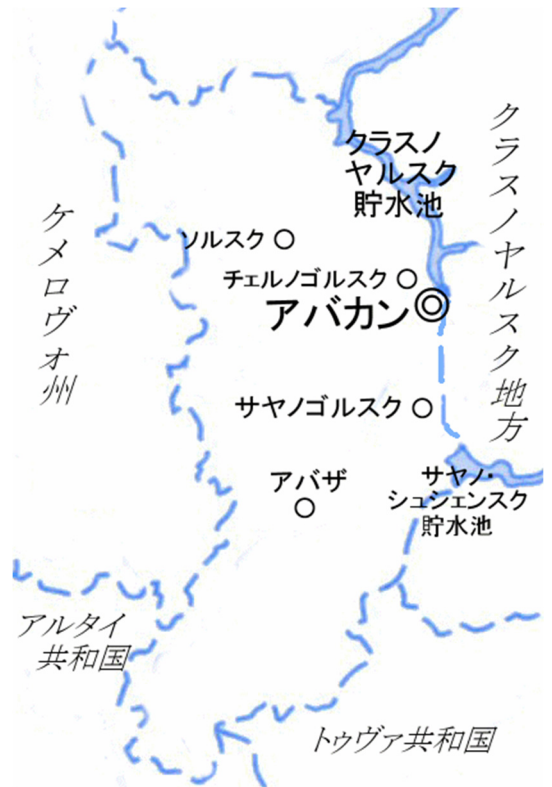 クラスノ
ヤルスク
貯水池
クラスノヤルスク地方
ケメロヴォ州
ソルスク
チェルノゴルスク
アバカン
サヤノゴルスク
アバザ
サヤノ・
シュシェンスク
貯水池
アルタイ
共和国
トゥヴァ共和国